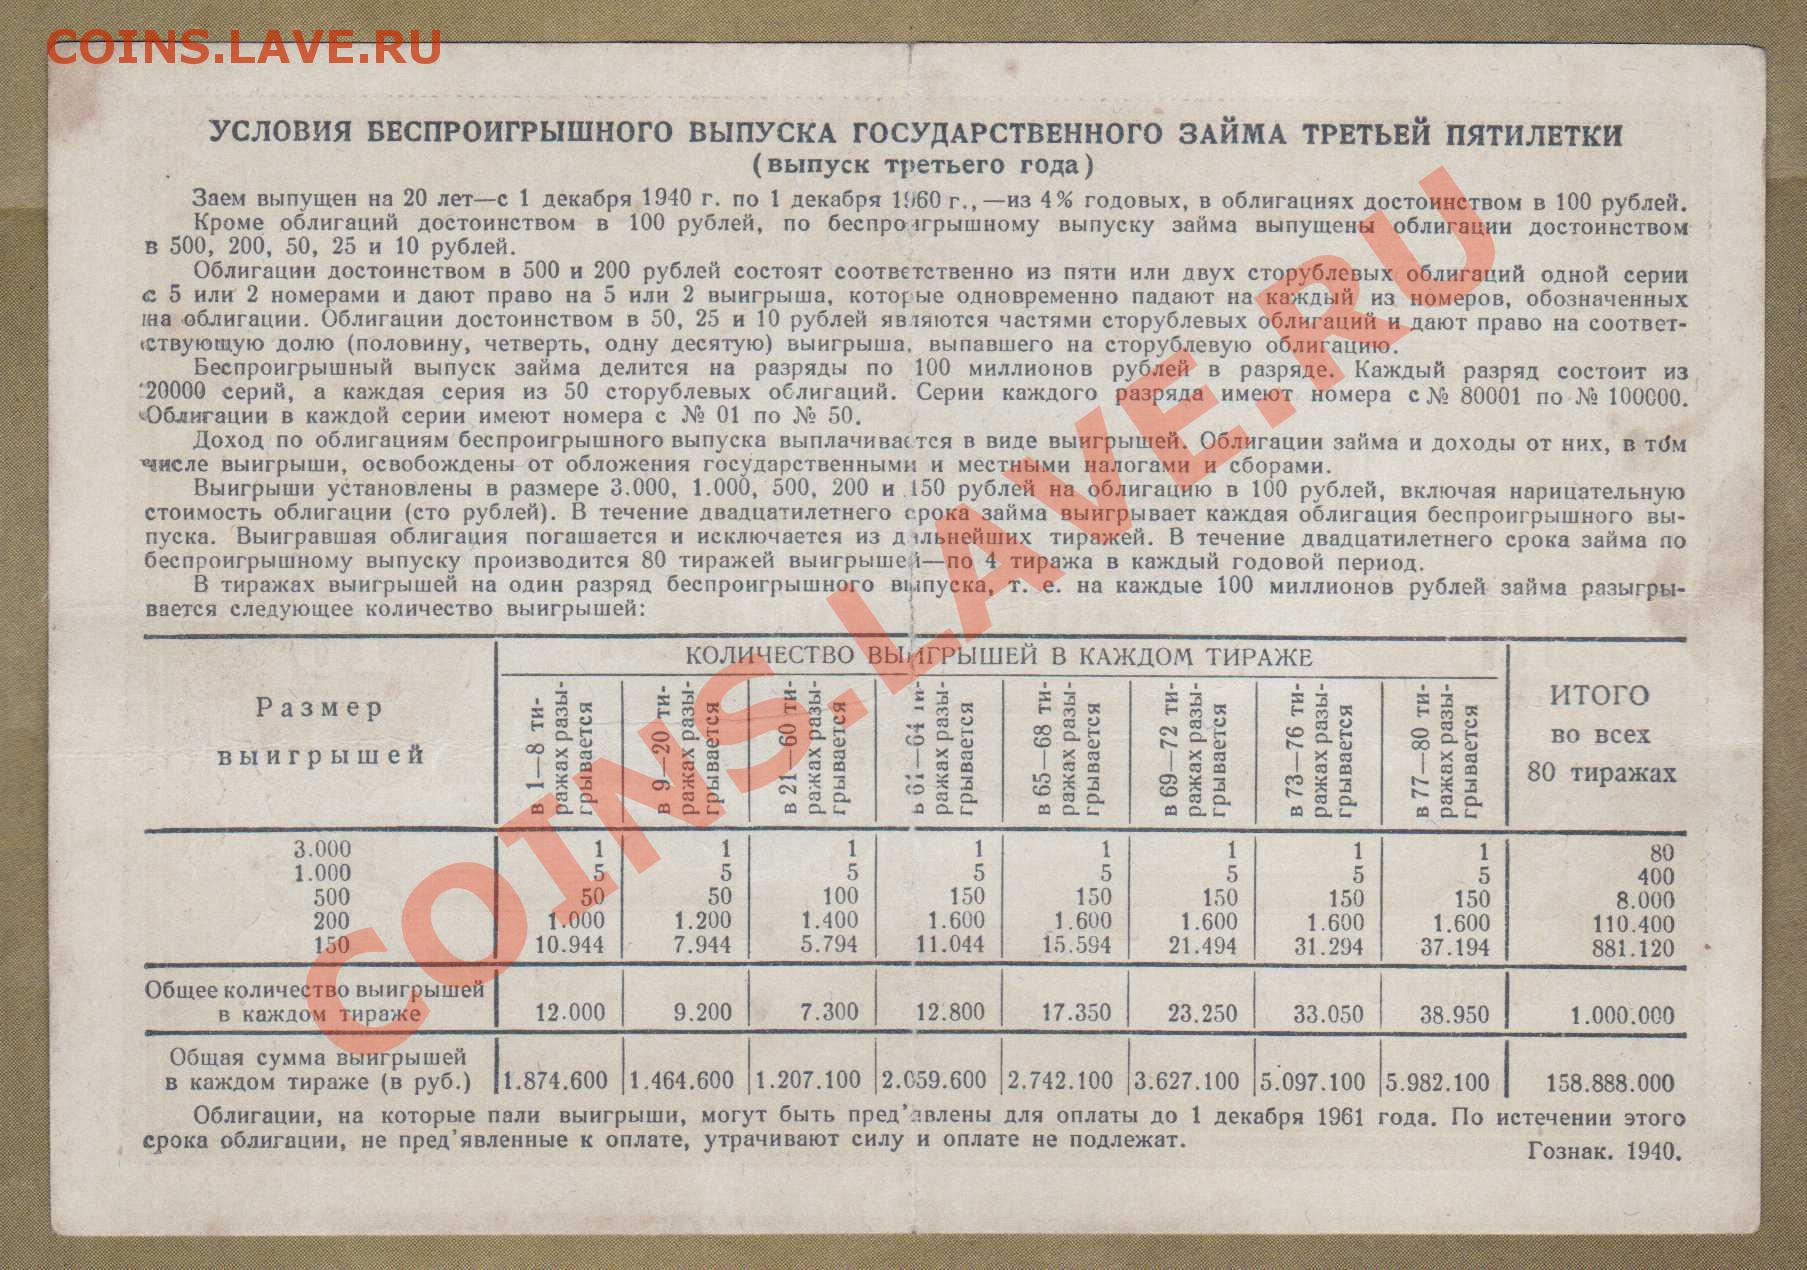 COINS.LAVE.RU
УСЛОВИЯ БЕСПРОИГРЫШНОГО ВЫПУСКА ГОСУДАРСТВЕННОГО ЗАЙМА ТРЕТЬЕЙ ПЯТИЛЕТКИ
(выпуск третьего года)
Заем выпущен на 20 лет—с 1 декабря 1940 г. по 1 декабря 1960 г.,—из 4% годовых, в облигациях достоинством в 100 рублей.
Кроме облигаций достоинством в 100 рублей, по беспроигрышному выпуску займа выпущены облигации достоинством
в 500, 200, 50, 25 и 10 рублей.
Облигации достоинством в 500 и 200 рублей состоят соответственно из пяти или двух сторублевых облигаций одной серии
с 5 или 2 номерами и дают право на 5 или 2 выигрыша, которые одновременно падают на каждый из номеров, обозначенных
на облигации. Облигации достоинством в 50, 25 и 10 рублей являются частями сторублевых облигаций и дают право на соответ-
ствующую долю (половину, четверть, одну десятую) выигрыша, выпавшего на сторублевую облигацию.
Беспроигрышный выпуск займа делится на разряды по 100 миллионов рублей в разряде. Каждый разряд состоит из
20000 серий, а каждая серия из 50 сторублевых облигаций. Серии каждого разряда имеют номера с № 80001 по № 100000.
Облигации в каждой серии имеют номера с № 01 по № 50.
Доход по облигациям беспроигрышного выпуска выплачивается в виде выигрышей. Облигации займа и доходы от них, в том
числе выигрыши, освобождены от обложения государственными и местными налогами и сборами.
Выигрыши установлены в размере 3.000, 1.000, 500, 200 и 150 рублей на облигацию в 100 рублей, включая нарицательную
стоимость облигации (сто рублей). В течение двадцатилетнего срока займа выигрывает каждая облигация беспроигрышного вы-
пуска. Выигравшая облигация погашается и исключается из дальнейших тиражей. В течение двадцатилетнего срока займа по
беспроигрышному выпуску производится 80 тиражей выигрышей—по 4 тиража в каждый годовой период.
В тиражах выигрышей на один разряд беспроигрышного выпуска, т. е. на каждые 100 миллионов рублей займа разыгры-
вается следующее количество выигрышей:
Размер
выигрышей
КОЛИЧЕСТВО ВЫИГРЫШЕЙ В КАЖДОМ ТИРАЖЕ
в 1—8 ти-
ражах разы-
грывается
в 9—20 ти-
ражах разы-
грывается
в 21—60 ти-
ражах разы-
грывается
в 61—64 ти-
ражах разы-
грывается
в 65—68 ти-
ражах разы-
грывается
в 69—72 ти-
ражах разы-
грывается
в 73—76 ти-
ражах разы-
грывается
в 77—80 ти-
ражах разы-
грывается
ИТОГО
во всех
80 тиражах
3.000 1 1 1 1 1 1 1 1 80
1.000 5 5 5 5 5 5 5 5 400
500 50 50 100 150 150 150 150 150 8.000
200 1.000 1.200 1.400 1.600 1.600 1.600 1.600 1.600 110.400
150 10.944 7.944 5.794 11.044 15.594 21.494 31.294 37.194 881.120
Общее количество выигрышей
в каждом тираже 12.000 9.200 7.300 12.800 17.350 23.250 33.050 38.950 1.000.000
Общая сумма выигрышей
в каждом тираже (в руб.) 1.874.600 1.464.600 1.207.100 2.059.600 2.742.100 3.627.100 5.097.100 5.982.100 158.888.000
Облигации, на которые пали выигрыши, могут быть пред'явлены для оплаты до 1 декабря 1961 года. По истечении этого
срока облигации, не пред'явленные к оплате, утрачивают силу и оплате не подлежат.
Гознак. 1940.
COINS.LAVE.RU